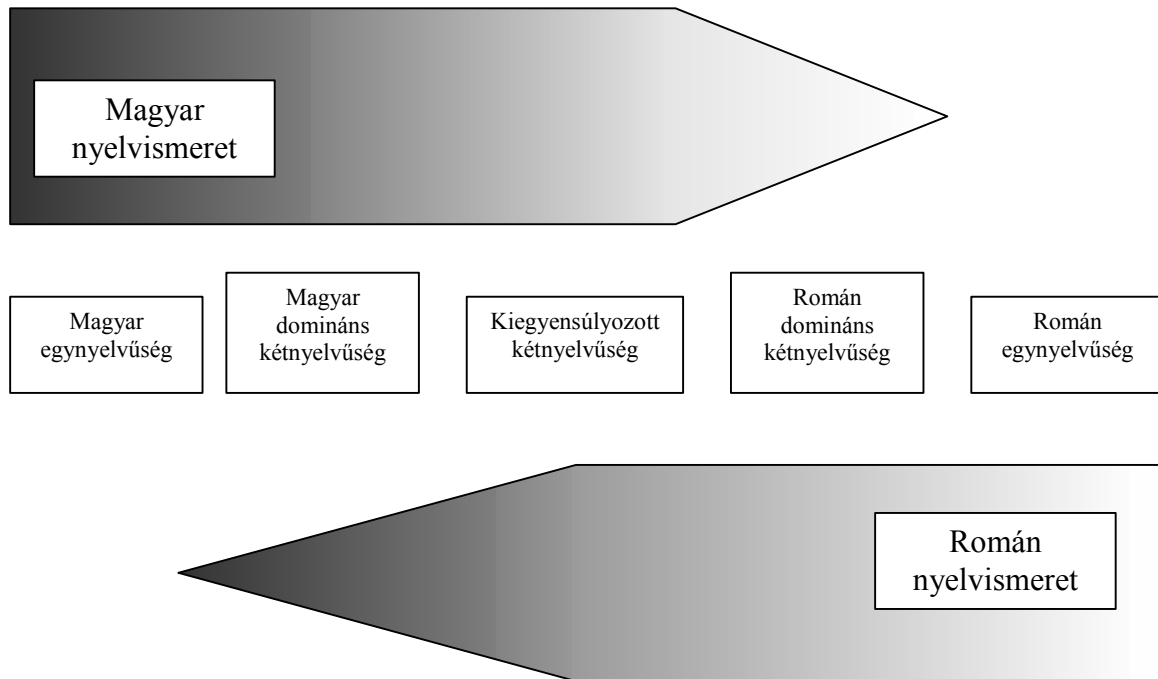 Magyar
nyelvismeret
Magyar
egynyelvűség
Magyar
domináns
kétnyelvűség
Kiegyensúlyozott
kétnyelvűség
Román
domináns
kétnyelvűség
Román
egynyelvűség
Román
nyelvismeret